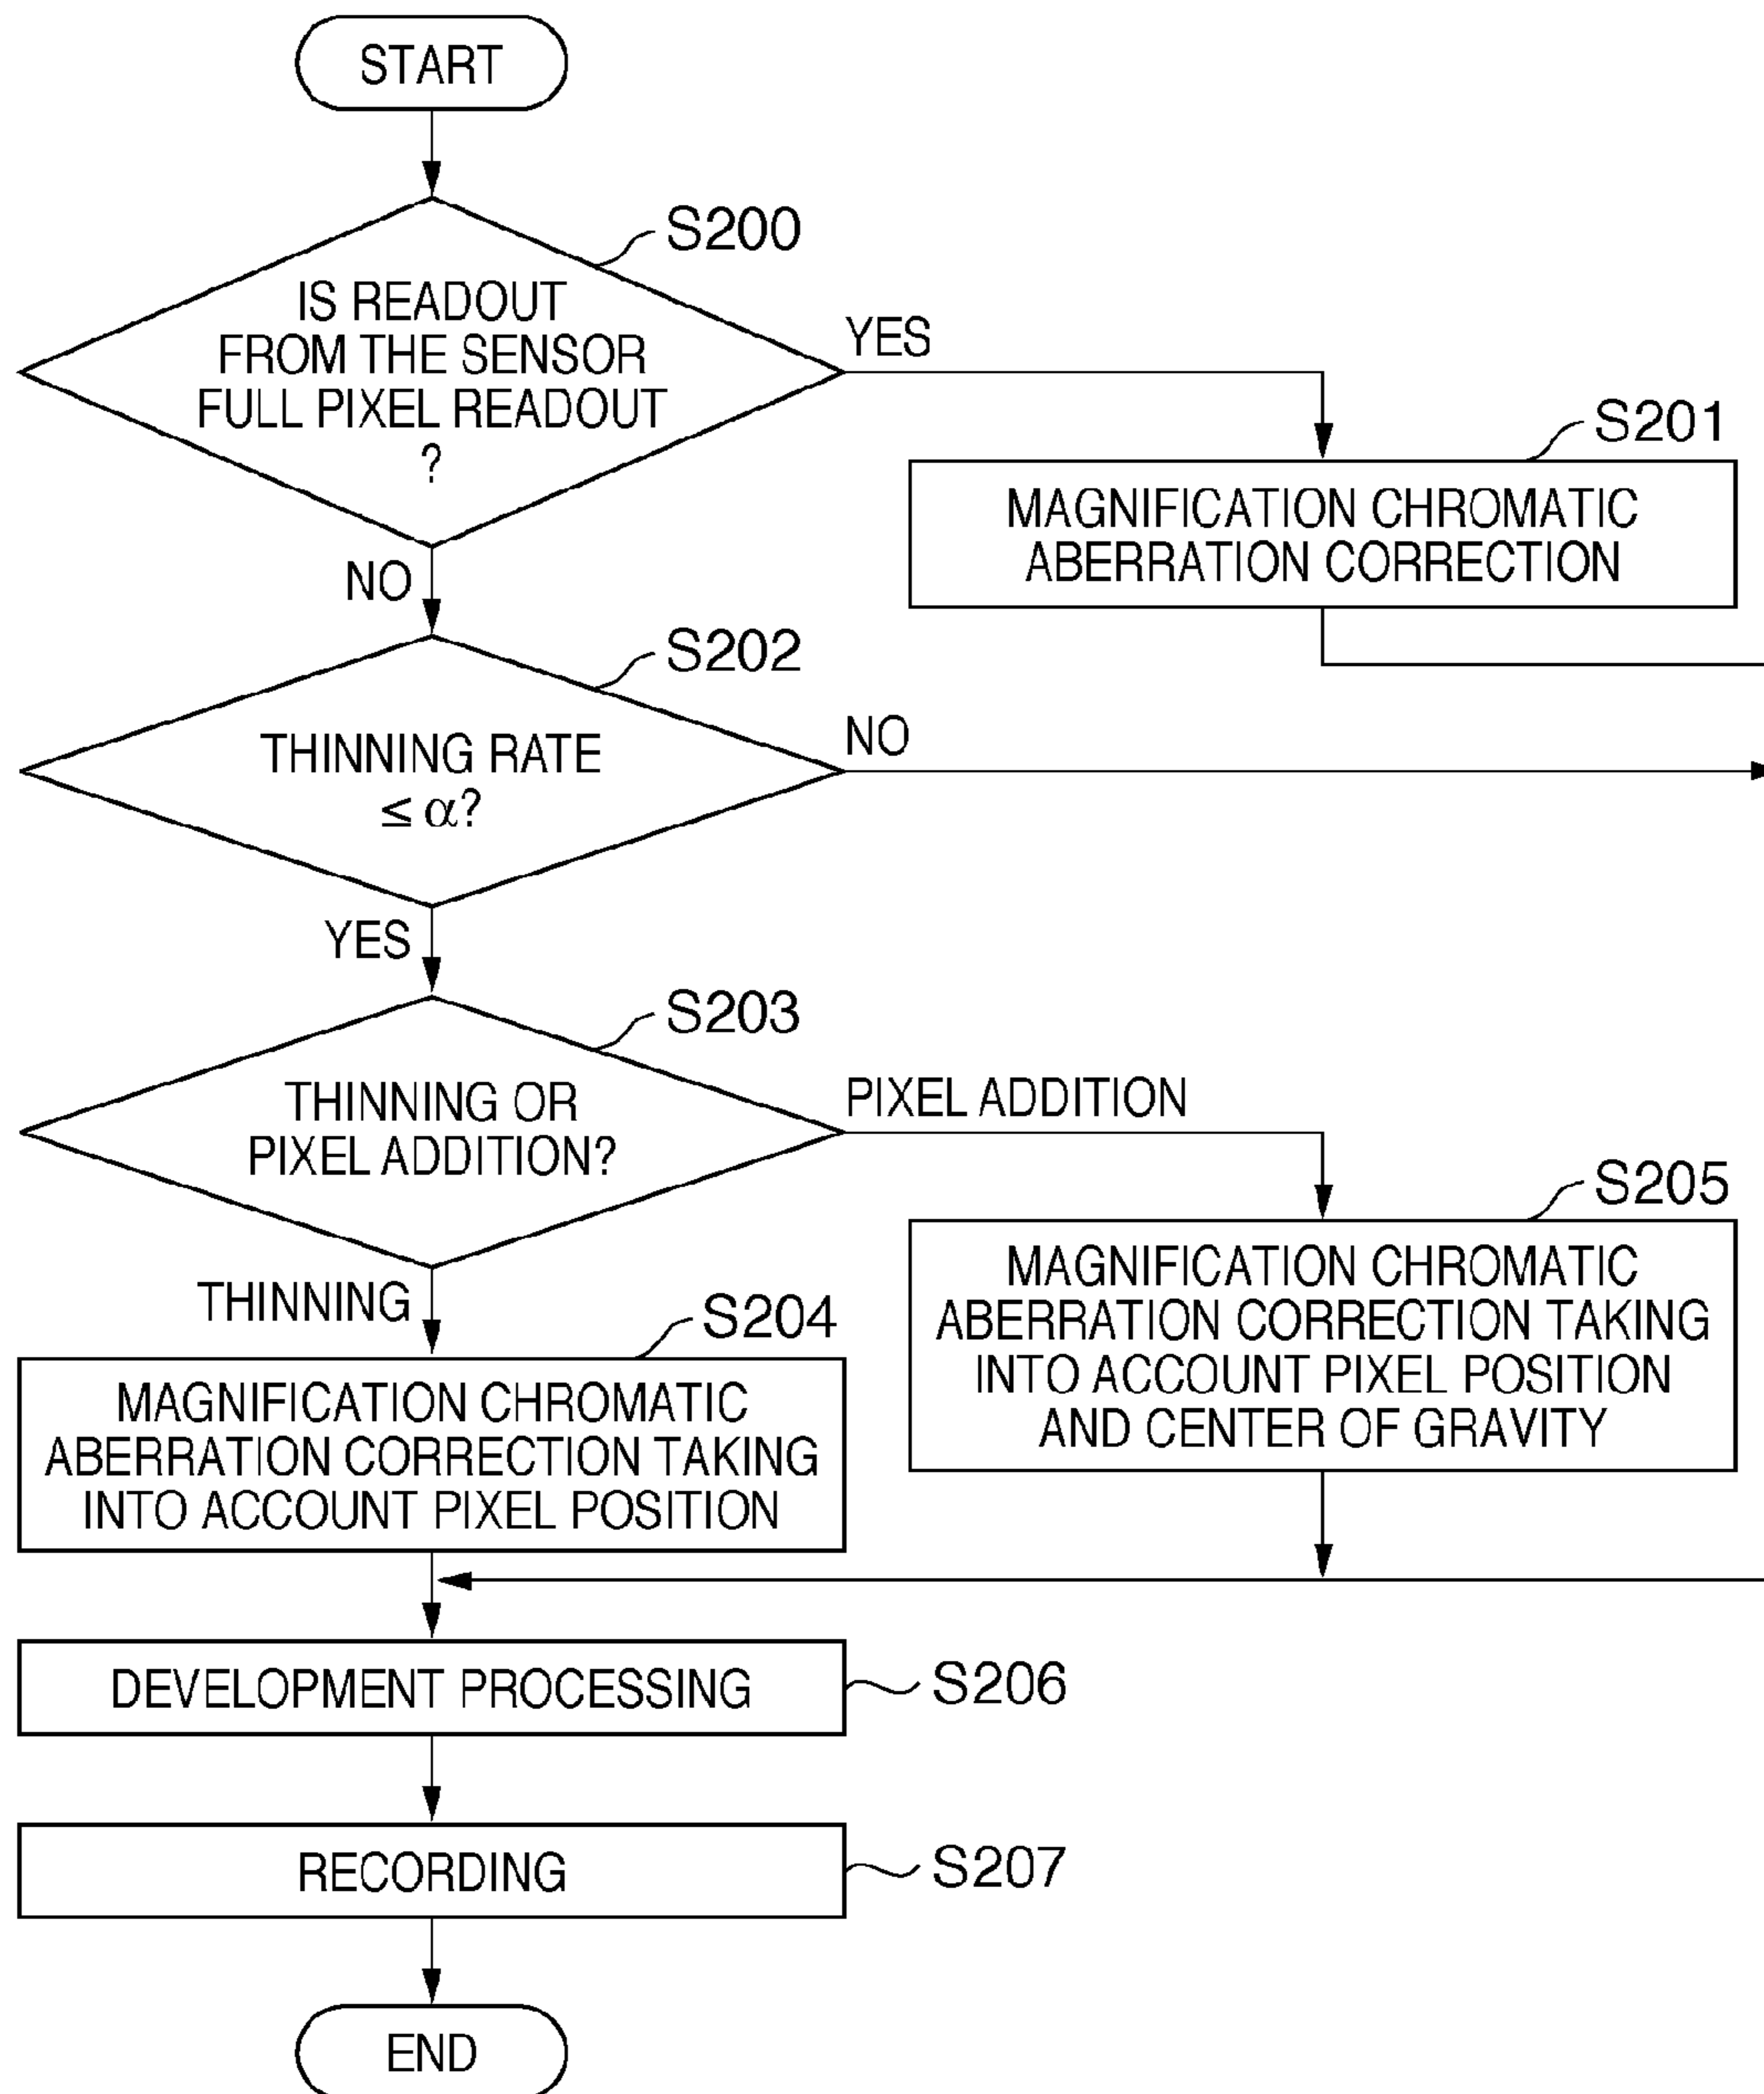 START
S200
IS READOUT
FROM THE SENSOR
FULL PIXEL READOUT
?
YES
S201
MAGNIFICATION CHROMATIC
ABERRATION CORRECTION
NO
S202
THINNING RATE
≤ α?
NO
YES
S203
THINNING OR
PIXEL ADDITION?
PIXEL ADDITION
S205
MAGNIFICATION CHROMATIC
ABERRATION CORRECTION TAKING
INTO ACCOUNT PIXEL POSITION
AND CENTER OF GRAVITY
THINNING
S204
MAGNIFICATION CHROMATIC
ABERRATION CORRECTION TAKING
INTO ACCOUNT PIXEL POSITION
DEVELOPMENT PROCESSING
S206
RECORDING
S207
END